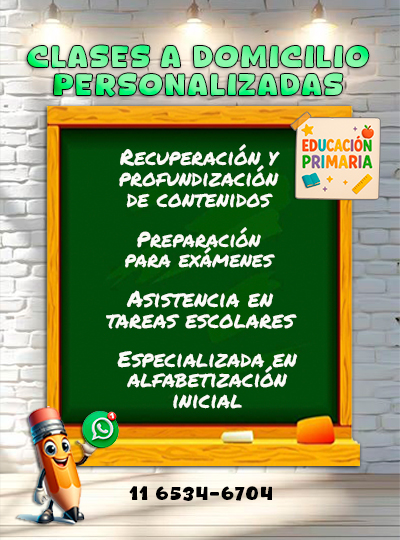 CLASES A DOMICILIO
PERSONALIZADAS
EDUCACIÓN
PRIMARIA
RECUPERACIÓN Y
PROFUNDIZACIÓN
DE CONTENIDOS
PREPARACIÓN
PARA EXÁMENES
ASISTENCIA EN
TAREAS ESCOLARES
ESPECIALIZADA EN
ALFABETIZACIÓN
INICIAL
11 6534-6704